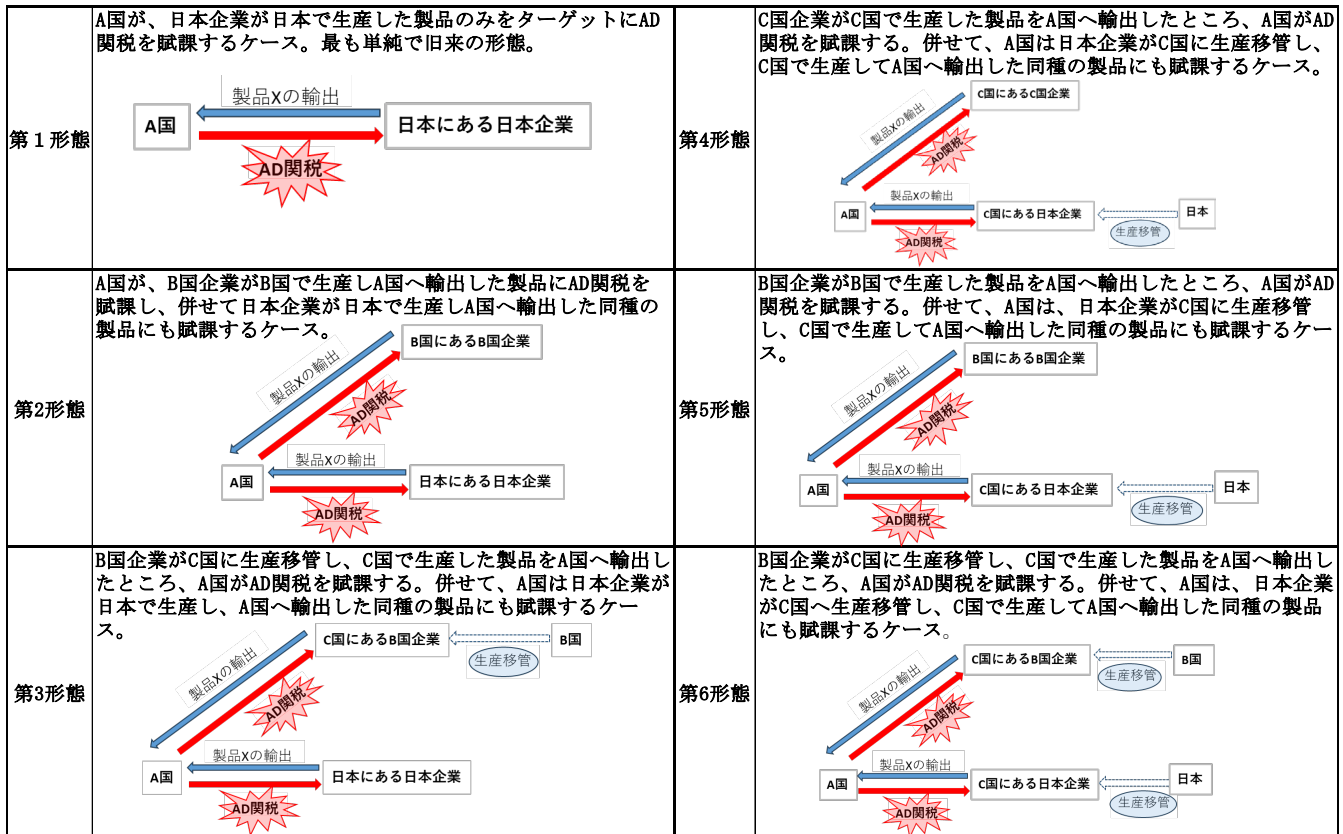 第１形態
A国が、日本企業が日本で生産した製品のみをターゲットにAD
関税を賦課するケース。最も単純で旧来の形態。
製品Xの輸出
A国
日本にある日本企業
AD関税
第2形態
A国が、B国企業がB国で生産しA国へ輸出した製品にAD関税を
賦課し、併せて日本企業が日本で生産しA国へ輸出した同種の
製品にも賦課するケース。
B国にあるB国企業
製品Xの輸出
AD関税
製品Xの輸出
A国
日本にある日本企業
AD関税
第3形態
B国企業がC国に生産移管し、C国で生産した製品をA国へ輸出し
たところ、A国がAD関税を賦課する。併せて、A国は日本企業が
日本で生産し、A国へ輸出した同種の製品にも賦課するケー
ス。
C国にあるB国企業
B国
生産移管
製品Xの輸出
AD関税
製品Xの輸出
A国
日本にある日本企業
AD関税
第4形態
C国企業がC国で生産した製品をA国へ輸出したところ、A国がAD
関税を賦課する。併せて、A国は日本企業がC国に生産移管し、
C国で生産してA国へ輸出した同種の製品にも賦課するケース。
C国にあるC国企業
製品Xの輸出
AD関税
製品Xの輸出
A国
C国にある日本企業
日本
生産移管
AD関税
第5形態
B国企業がB国で生産した製品をA国へ輸出したところ、A国がAD
関税を賦課する。併せて、A国は、日本企業がC国に生産移管
し、C国で生産してA国へ輸出した同種の製品にも賦課するケー
ス。
B国にあるB国企業
製品Xの輸出
AD関税
製品Xの輸出
A国
C国にある日本企業
日本
生産移管
AD関税
第6形態
B国企業がC国に生産移管し、C国で生産した製品をA国へ輸出し
たところ、A国がAD関税を賦課する。併せて、A国は、日本企業
がC国へ生産移管し、C国で生産してA国へ輸出した同種の製品
にも賦課するケース。
C国にあるB国企業
B国
生産移管
製品Xの輸出
AD関税
製品Xの輸出
A国
C国にある日本企業
日本
生産移管
AD関税